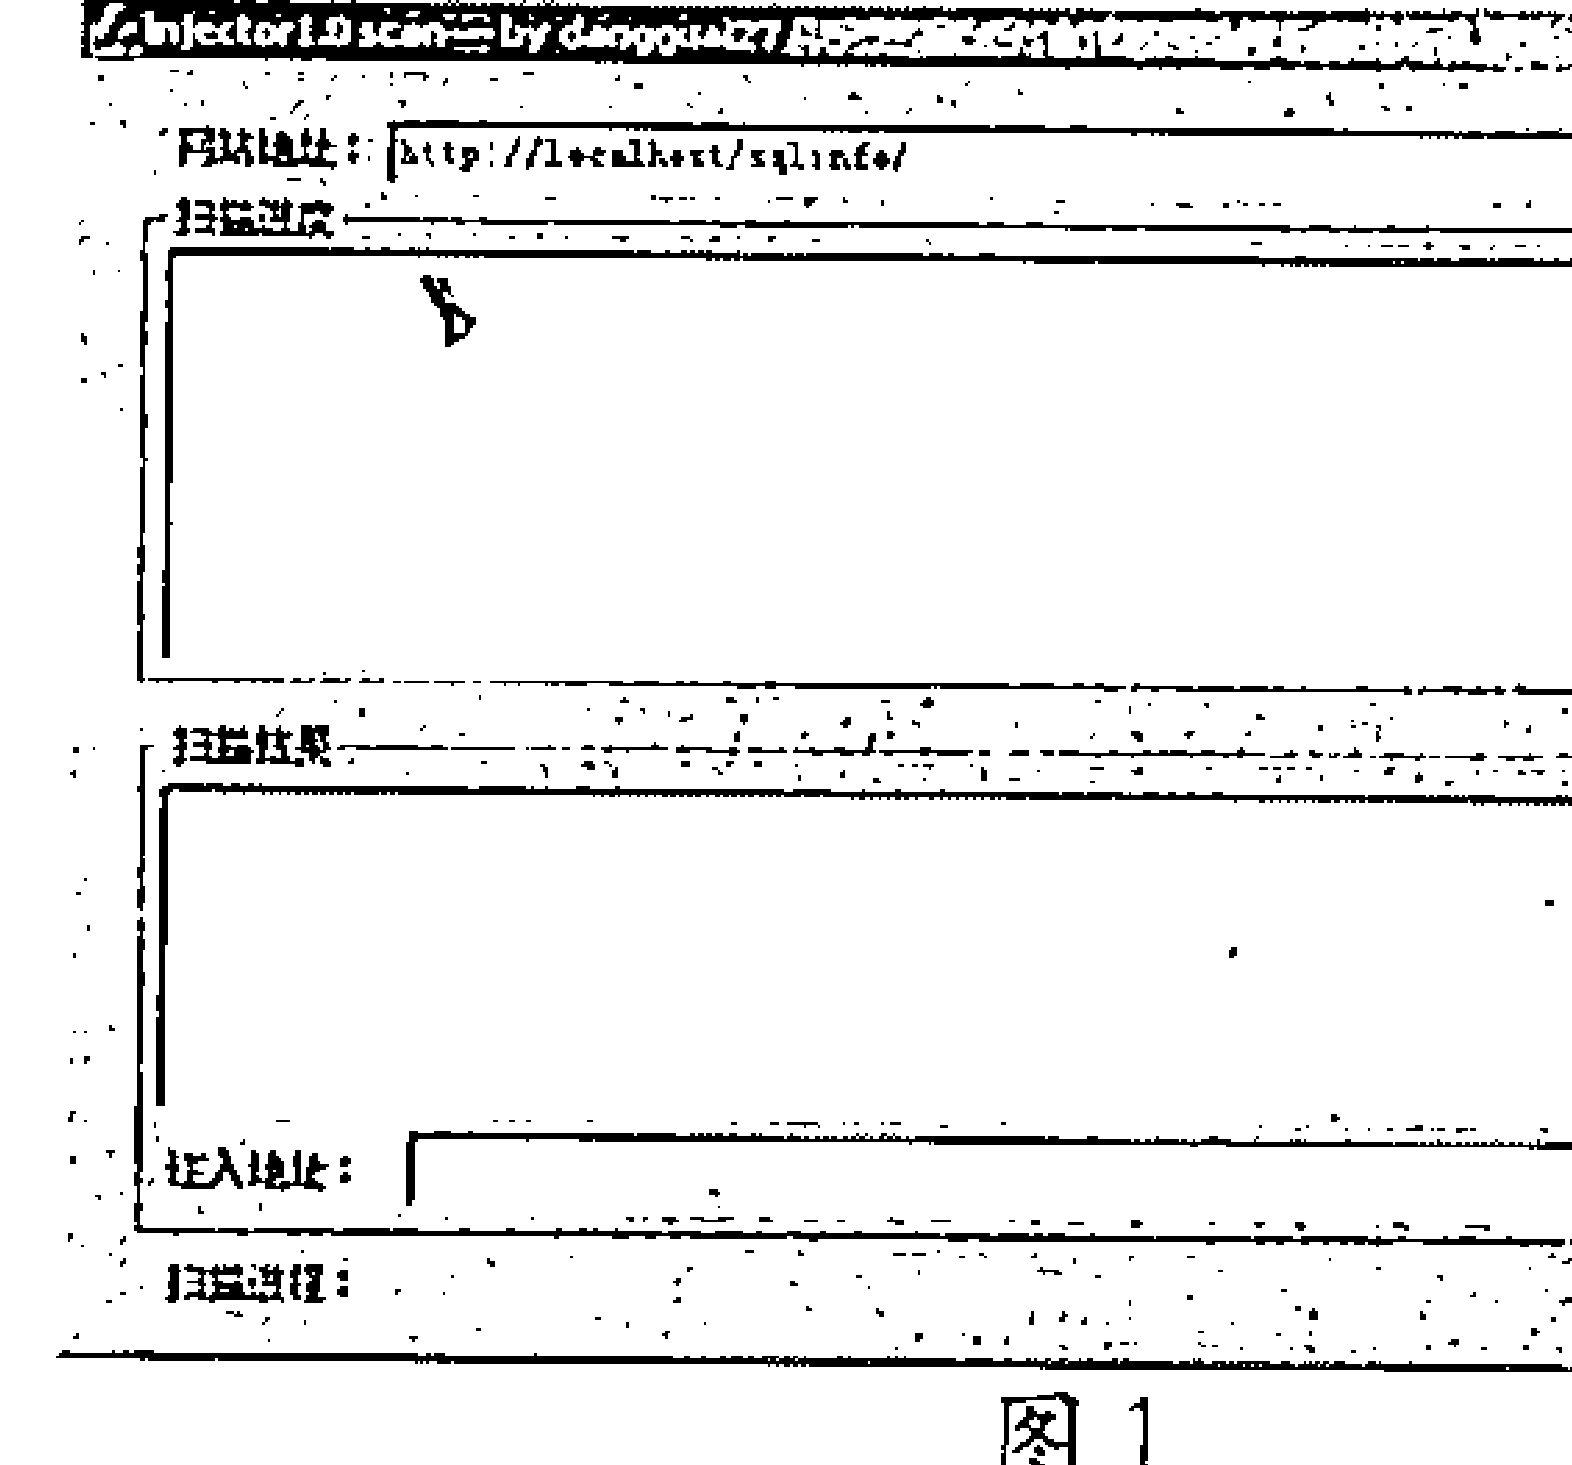 Injector1.0 scan by
网站地址: http://localhost/sqlinfo/
扫描进度
扫描结果
注入地址:
扫描进程:
图 1